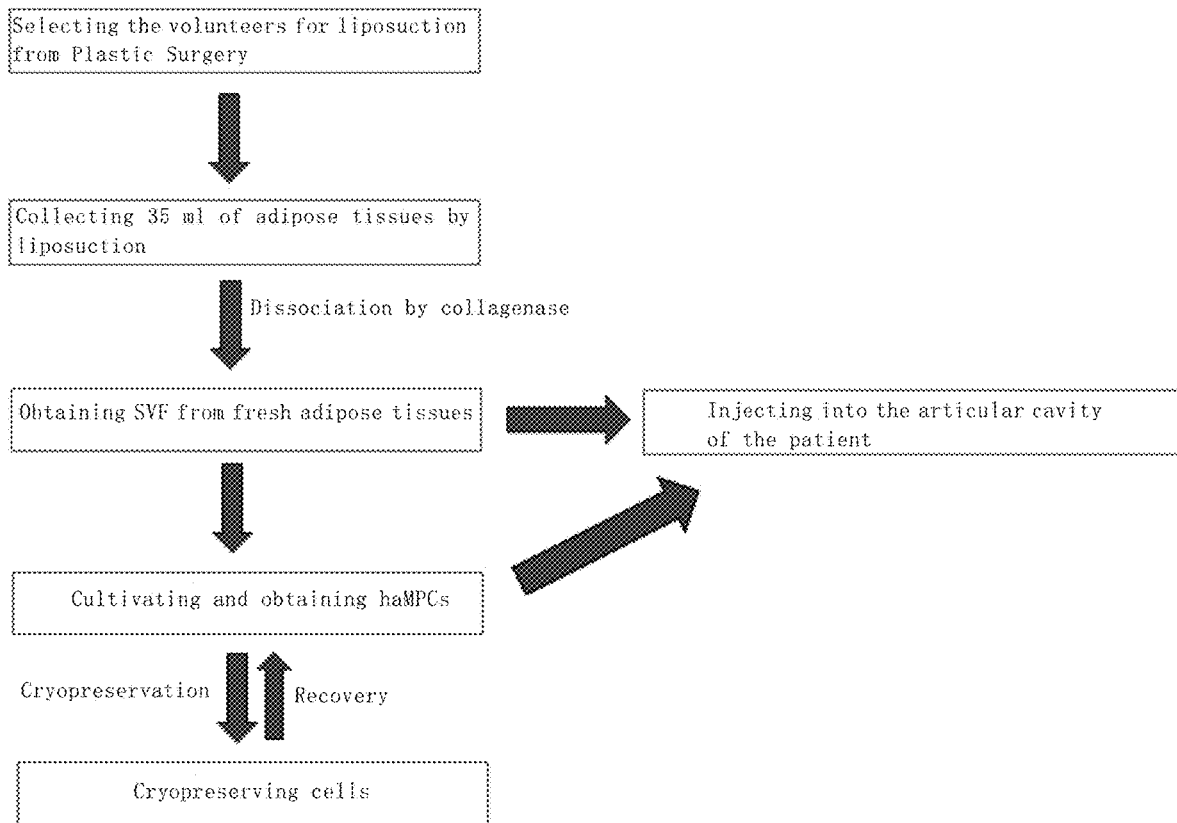 Selecting the volunteers for liposuction
from Plastic Surgery
Collecting 35 ml of adipose tissues by
liposuction
Dissociation by collagenase
Obtaining SVF from fresh adipose tissues
Injecting into the articular cavity
of the patient
Cultivating and obtaining haMPCs
Cryopreservation
Recovery
Cryopreserving cells